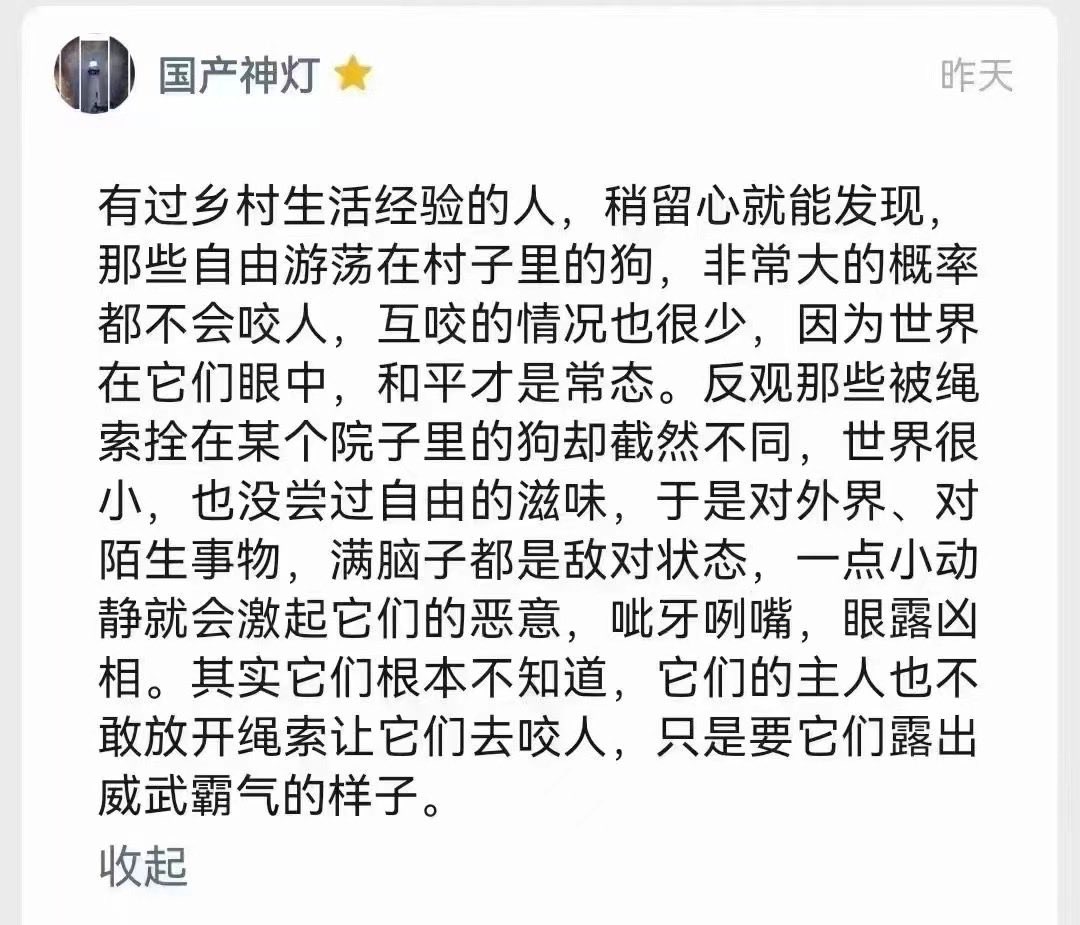 国产神灯
昨天
有过乡村生活经验的人，稍留心就能发现，
那些自由游荡在村子里的狗，非常大的概率
都不会咬人，互咬的情况也很少，因为世界
在它们眼中，和平才是常态。反观那些被绳
索拴在某个院子里的狗却截然不同，世界很
小，也没尝过自由的滋味，于是对外界、对
陌生事物，满脑子都是敌对状态，一点小动
静就会激起它们的恶意，呲牙咧嘴，眼露凶
相。其实它们根本不知道，它们的主人也不
敢放开绳索让它们去咬人，只是要它们露出
威武霸气的样子。
收起